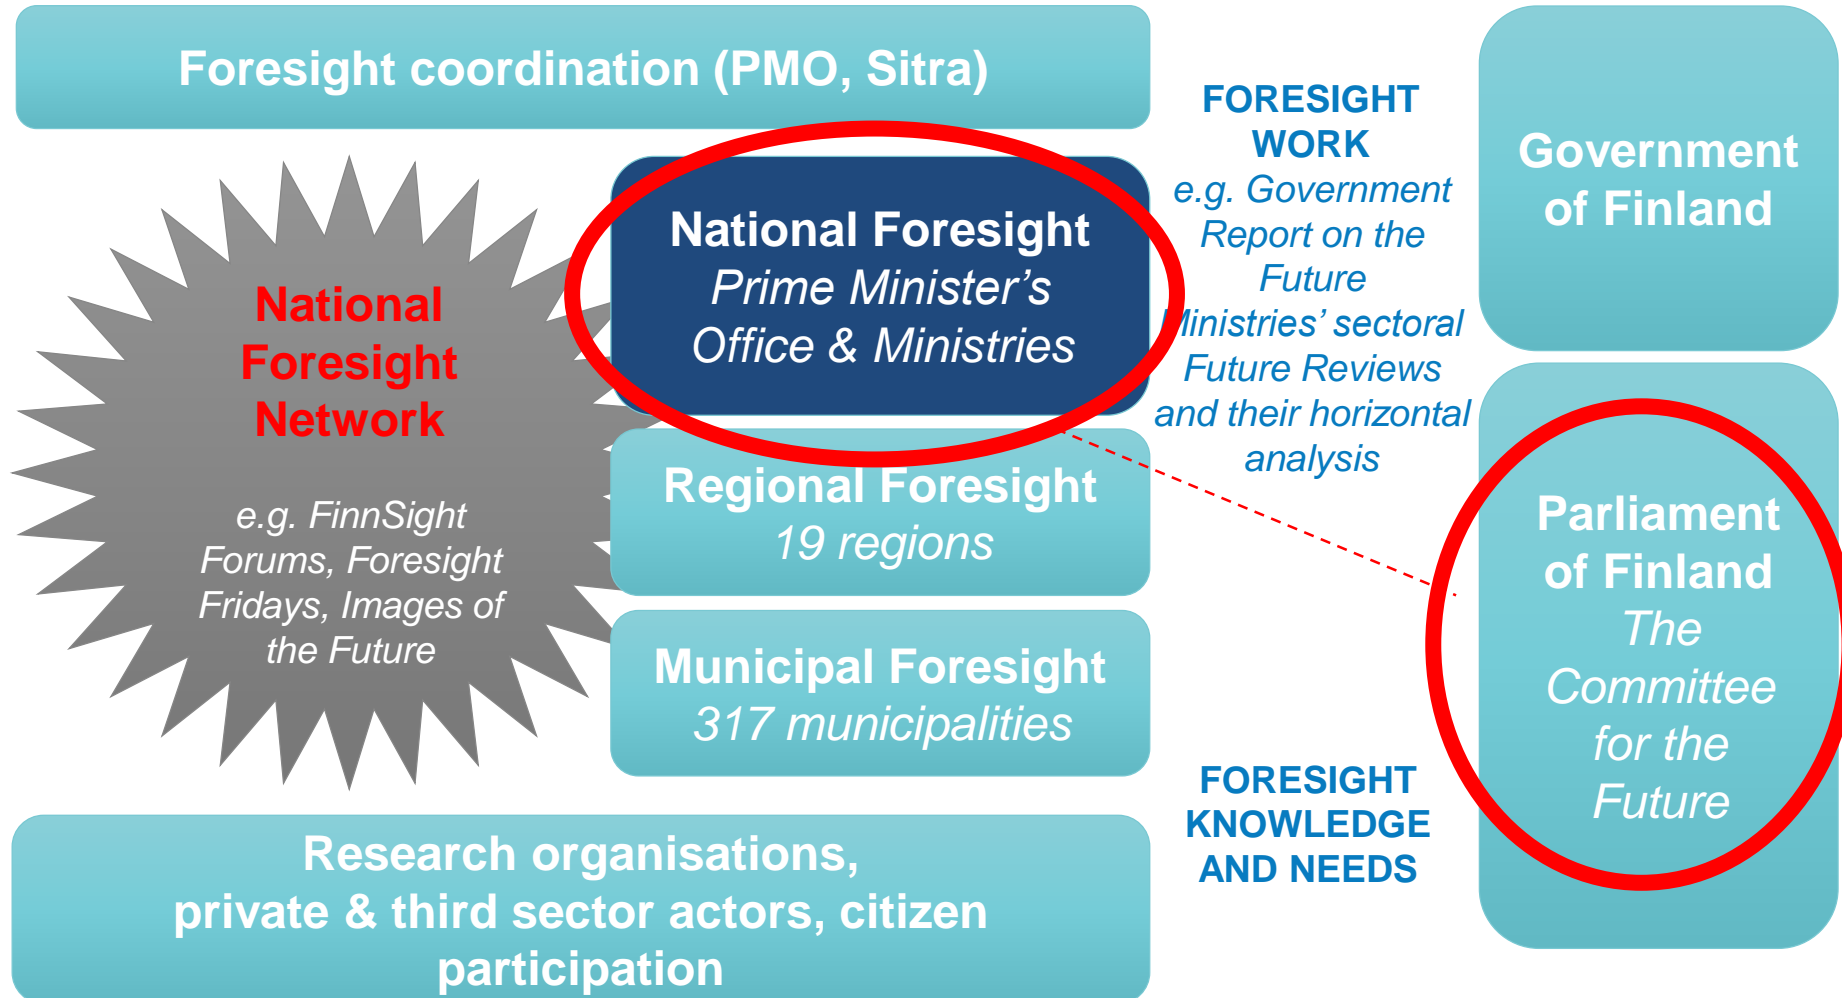 Foresight coordination (PMO, Sitra)
National
Foresight
Network
e.g. FinnSight
Forums, Foresight
Fridays, Images of
the Future
National Foresight
Prime Minister’s
Office & Ministries
Regional Foresight
19 regions
Municipal Foresight
317 municipalities
Research organisations,
private & third sector actors, citizen
participation
FORESIGHT
WORK
e.g. Government
Report on the
Future
Ministries’ sectoral
Future Reviews
and their horizontal
analysis
FORESIGHT
KNOWLEDGE
AND NEEDS
Government
of Finland
Parliament
of Finland
The
Committee
for the
Future